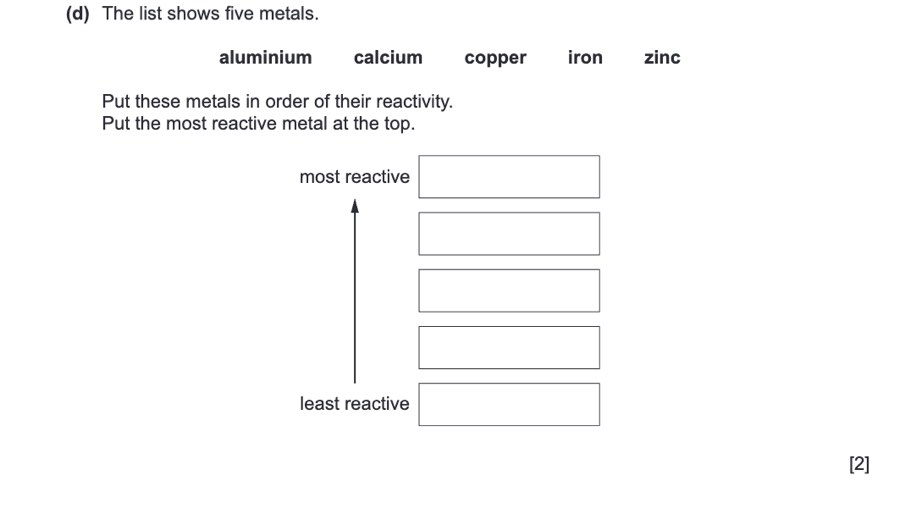 (d) The list shows five metals.
aluminium calcium copper iron zinc
Put these metals in order of their reactivity.
Put the most reactive metal at the top.
most reactive
least reactive
[2]